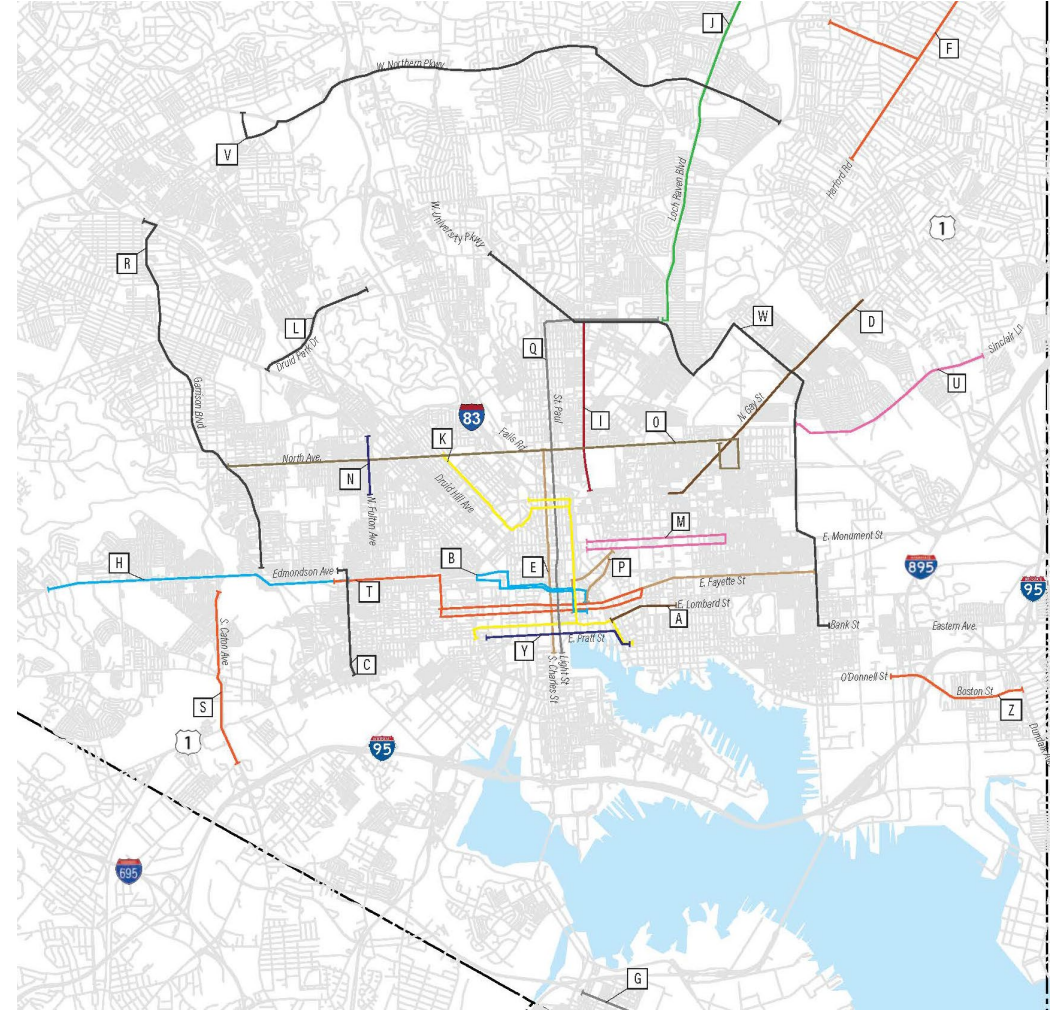 J
F
W. Northern Pkwy
V
Harford Rd
Loch Raven Blvd
W. University Pkwy
1
R
L
Druid Park Dr
W
D
Q
Sinclair Ln
U
Garrison Blvd
St. Paul
N. Gay St
83
I
O
K
Falls Rd
North Ave.
N
Druid Hill Ave
N. Fulton Ave
M
E. Monument St
H
Edmondson Ave
B
E
P
895
95
T
E. Fayette St
E. Lombard St
A
S. Caton Ave
Y
E. Pratt St
Bank St
Eastern Ave.
C
Light St
S. Charles St
O'Donnell St
Boston St
Z
S
1
95
695
G